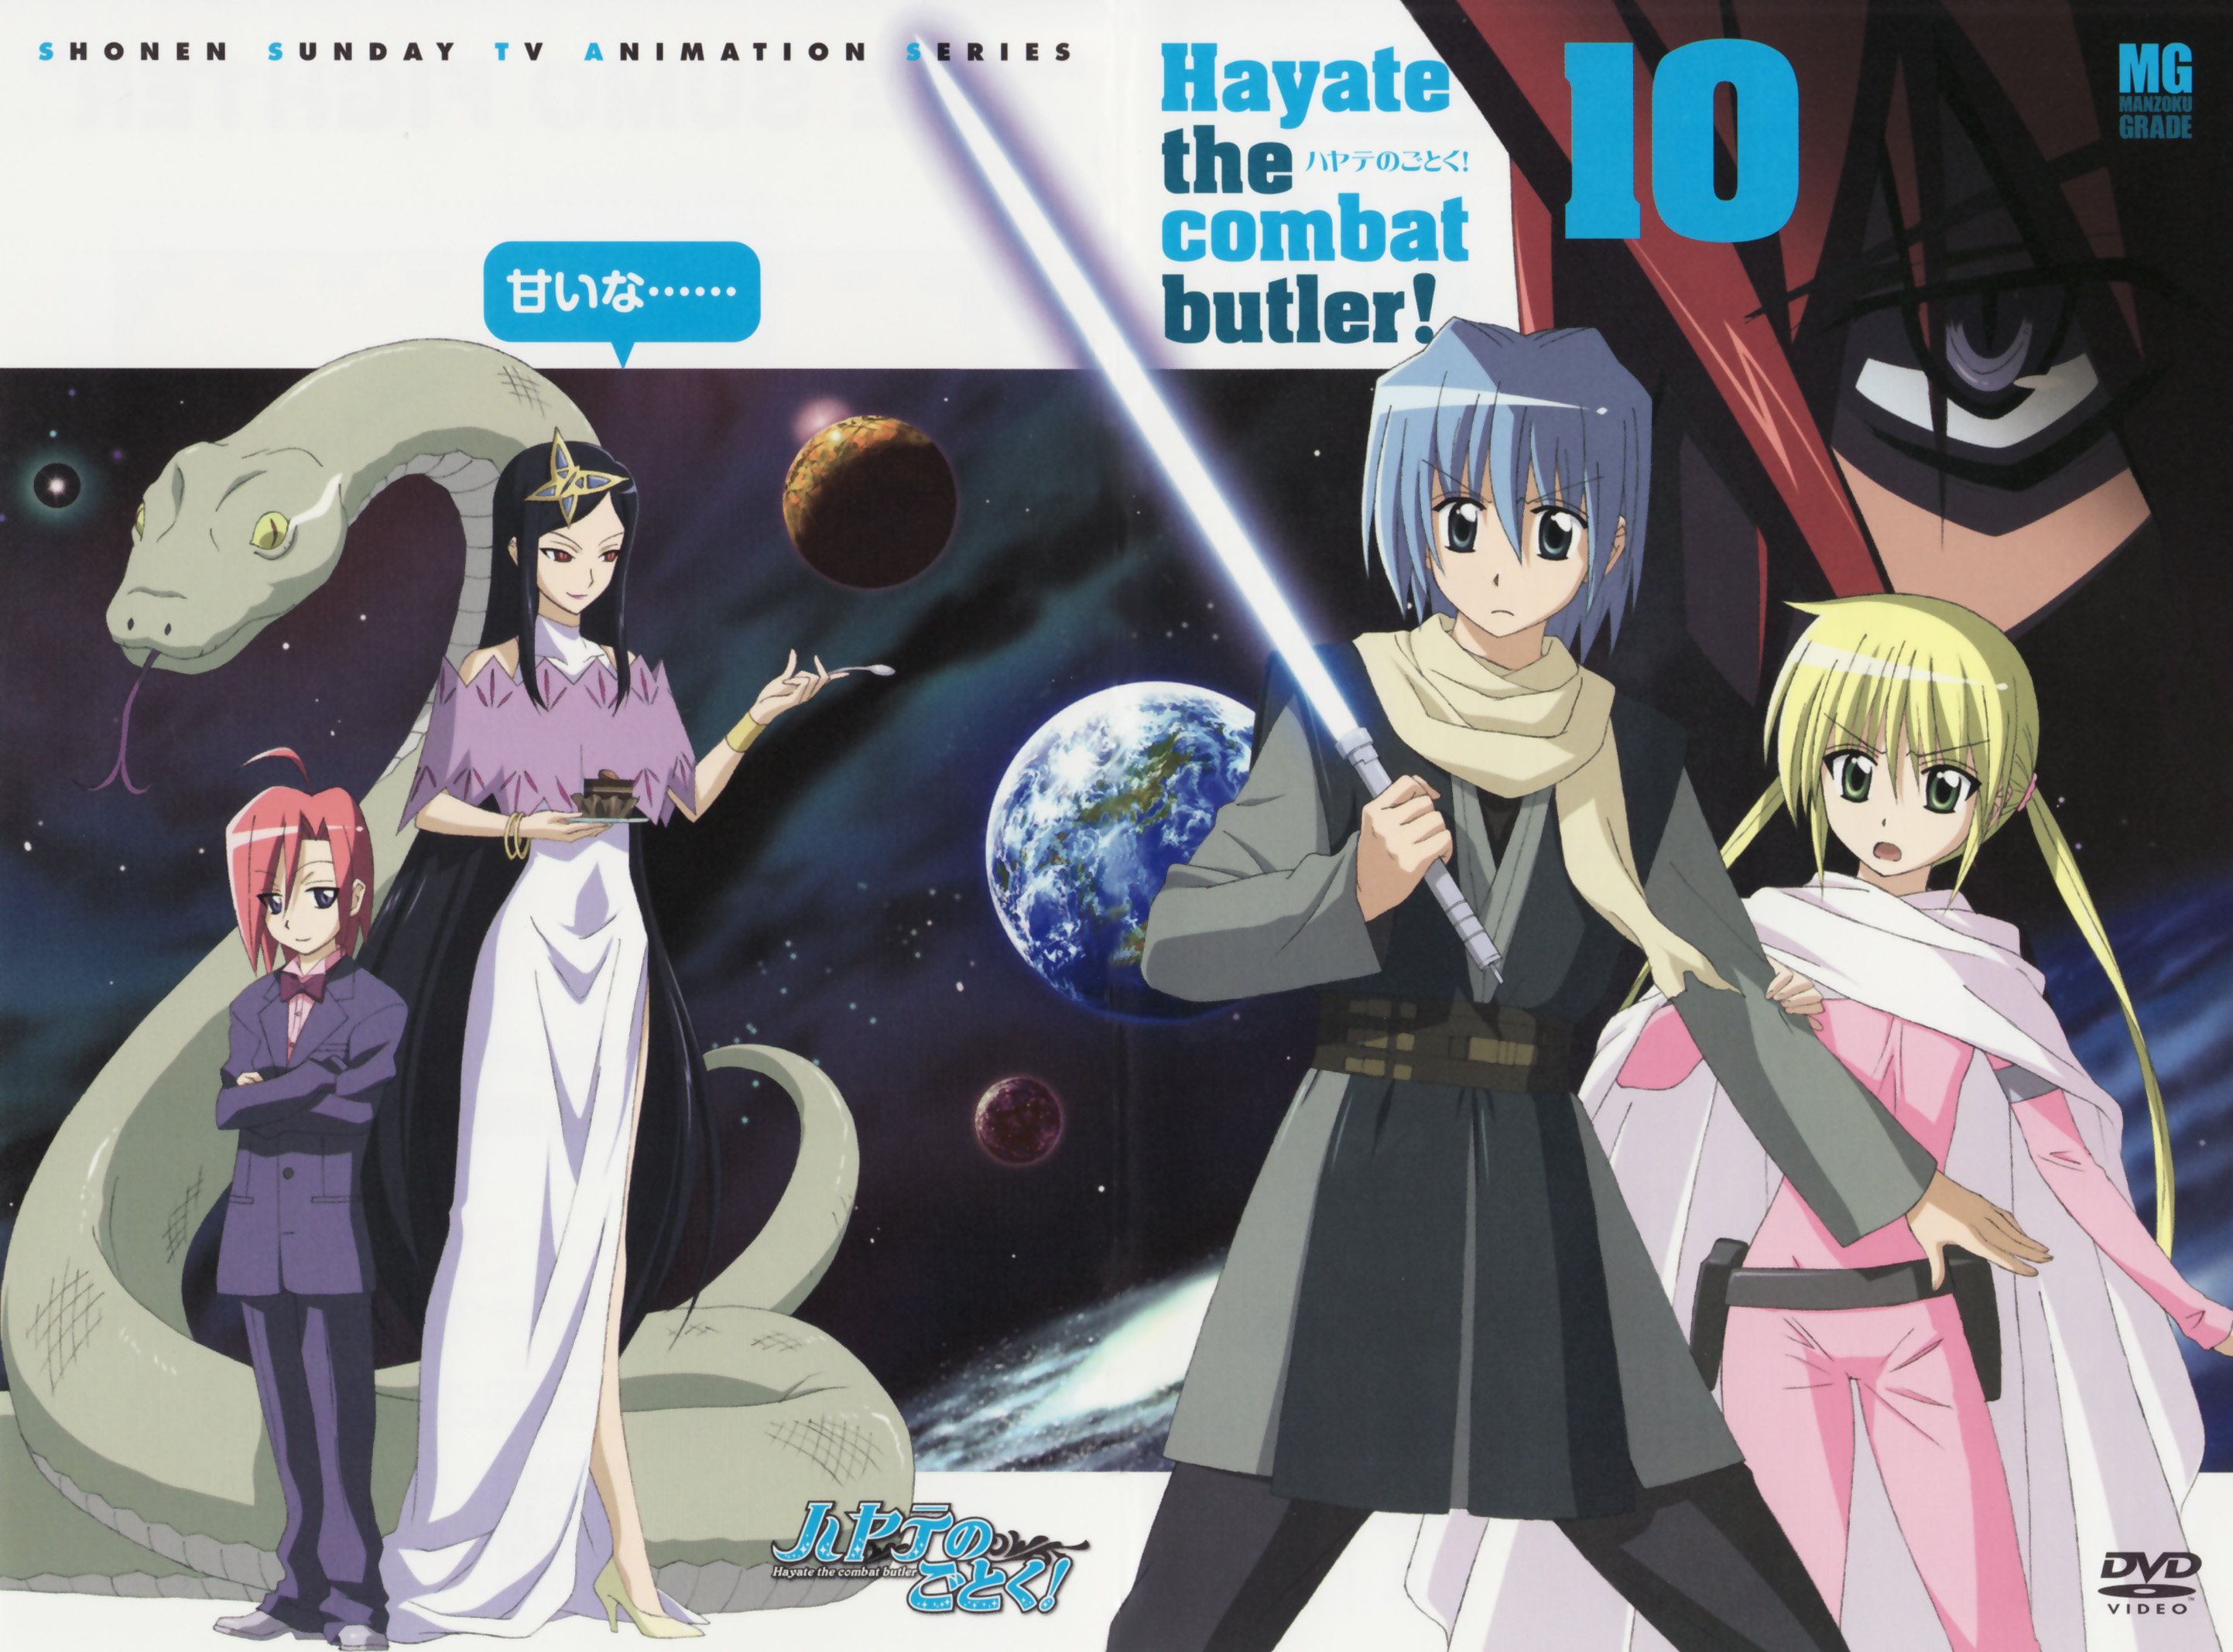 SHONEN SUNDAY TV ANIMATION SERIES
甘いな……
Hayate
the
ハヤテのごとく!
combat
butler!
10
MG
MANZOKU
GRADE
ハヤテの
ごとく!
Hayate the combat butler
DVD
VIDEO
TM